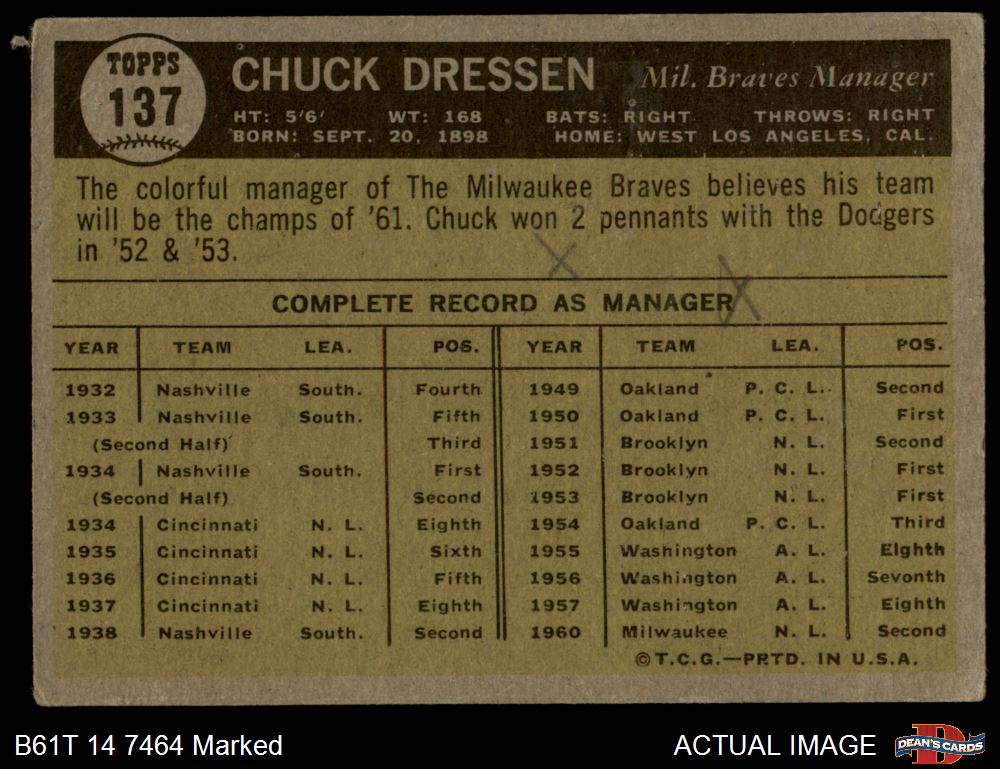 TOPPS
137
CHUCK DRESSEN Mil. Braves Manager
HT: 5'6' WT: 168 BATS: RIGHT THROWS: RIGHT
BORN: SEPT. 20, 1898 HOME: WEST LOS ANGELES, CAL.
The colorful manager of The Milwaukee Braves believes his team
will be the champs of '61. Chuck won 2 pennants with the Dodgers
in '52 & '53.
X X
COMPLETE RECORD AS MANAGER
YEAR TEAM LEA. POS. YEAR TEAM LEA. POS.
1932 Nashville South. Fourth 1949 Oakland P. C. L. Second
1933 Nashville South. Fifth 1950 Oakland P. C. L. First
(Second Half) Third 1951 Brooklyn N. L. Second
1934 Nashville South. First 1952 Brooklyn N. L. First
(Second Half) Second 1953 Brooklyn N. L. First
1934 Cincinnati N. L. Eighth 1954 Oakland P. C. L. Third
1935 Cincinnati N. L. Sixth 1955 Washington A. L. Eighth
1936 Cincinnati N. L. Fifth 1956 Washington A. L. Sevonth
1937 Cincinnati N. L. Eighth 1957 Washington A. L. Eighth
1938 Nashville South. Second 1960 Milwaukee N. L. Second
©T.C.G.—PRTD. IN U.S.A.
B61T 14 7464 Marked ACTUAL IMAGE DEAN'S CARDS